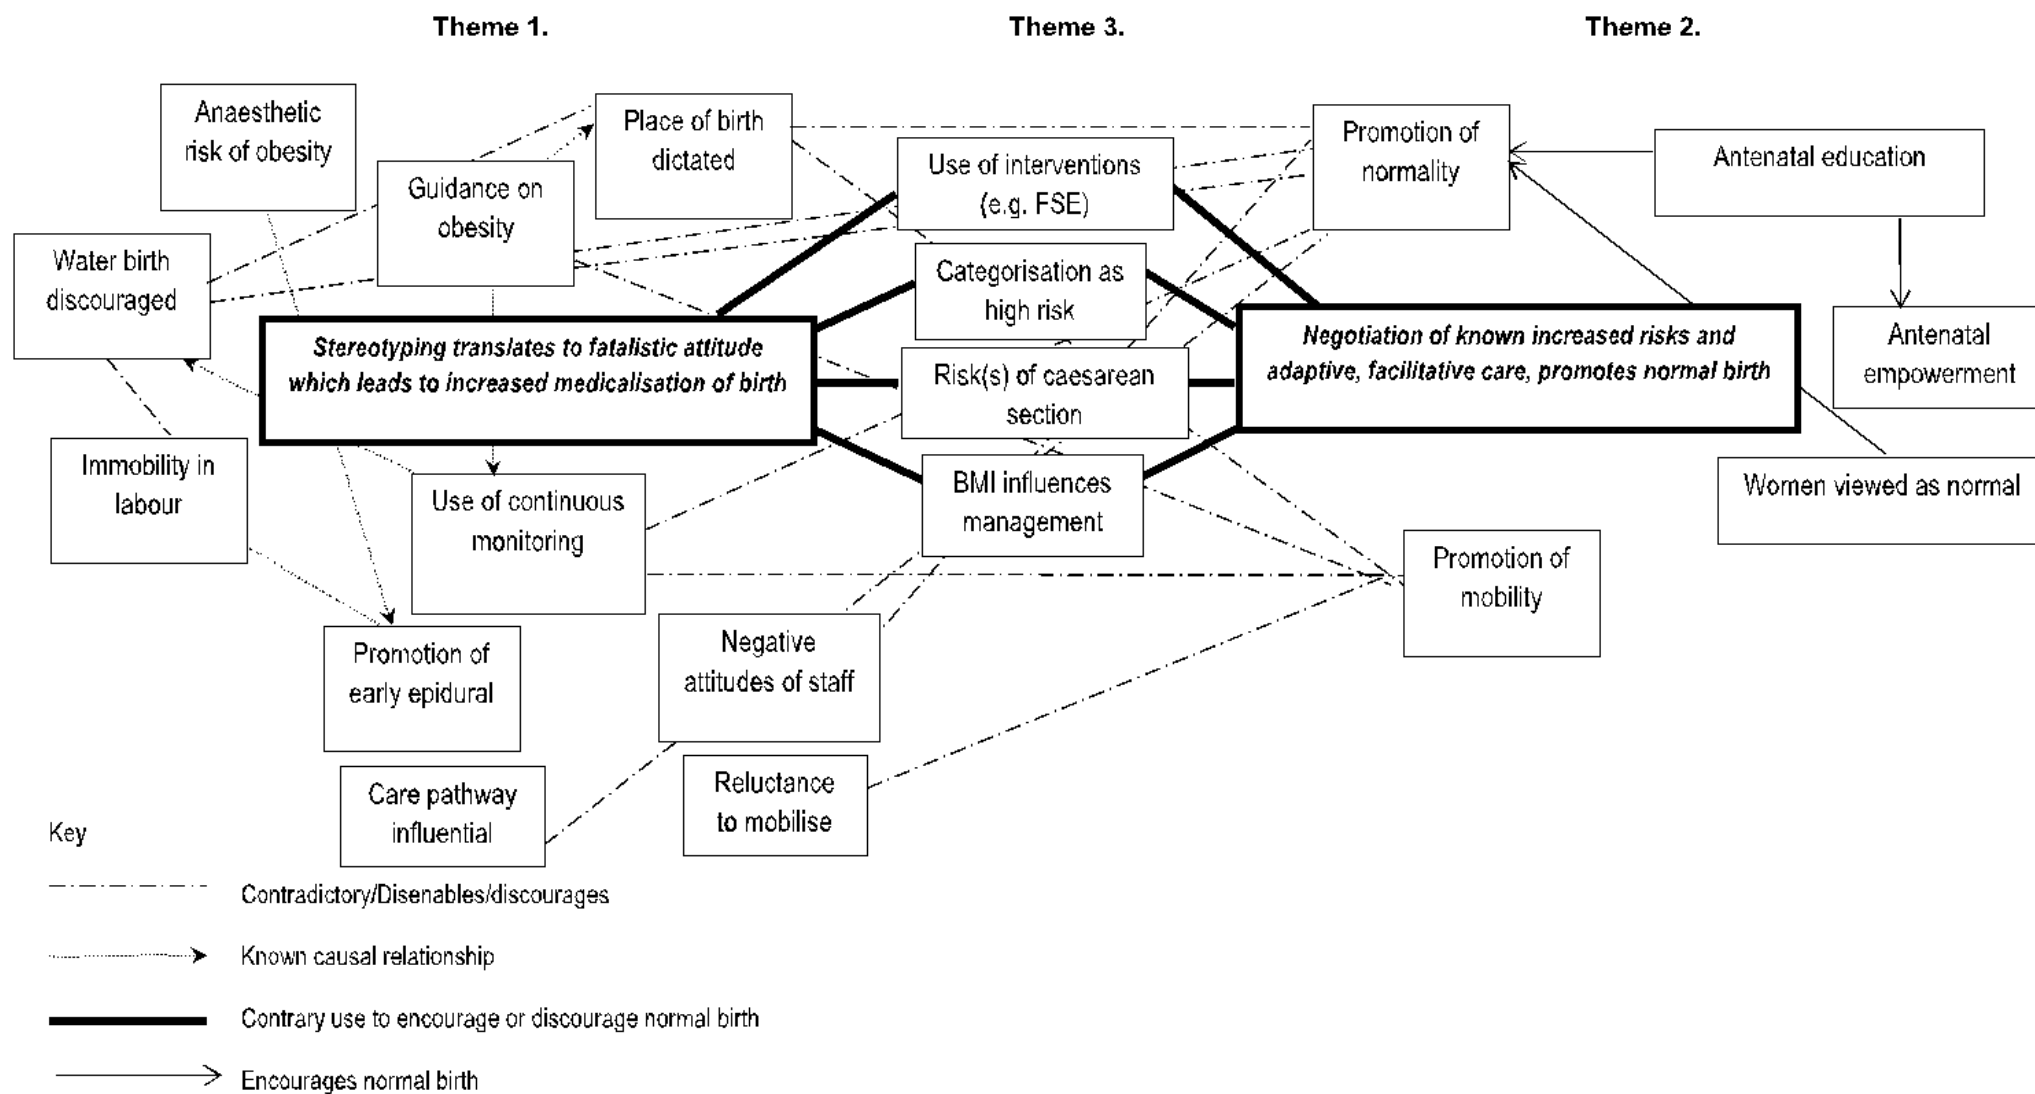 Theme 1.
Theme 3.
Theme 2.
Anaesthetic
risk of obesity
Place of birth
dictated
Guidance on
obesity
Water birth
discouraged
Stereotyping translates to fatalistic attitude
which leads to increased medicalisation of birth
Immobility in
labour
Use of continuous
monitoring
Promotion of
early epidural
Negative
attitudes of staff
Care pathway
influential
Reluctance
to mobilise
Use of interventions
(e.g. FSE)
Categorisation as
high risk
Risk(s) of caesarean
section
BMI influences
management
Promotion of
normality
Antenatal education
Negotiation of known increased risks and
adaptive, facilitative care, promotes normal birth
Antenatal
empowerment
Women viewed as normal
Promotion of
mobility
Key
Contradictory/Disenables/discourages
Known causal relationship
Contrary use to encourage or discourage normal birth
Encourages normal birth